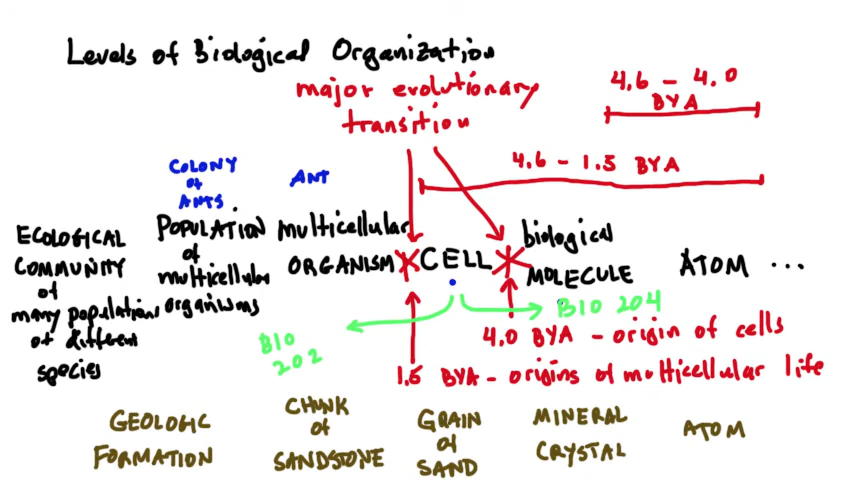 Levels of Biological Organization
major evolutionary
transition
4.6 - 4.0
BYA
4.6 - 1.5 BYA
COLONY
of
ANTS
ANT
ECOLOGICAL
COMMUNITY
of
many populations
of different
species
POPULATION
of
multicellular
organisms
multicellular
ORGANISM
CELL
biological
MOLECULE
ATOM ...
BIO
202
BIO 204
4.0 BYA - origin of cells
1.5 BYA - origins of multicellular life
GEOLOGIC
FORMATION
CHUNK
of
SANDSTONE
GRAIN
of
SAND
MINERAL
CRYSTAL
ATOM